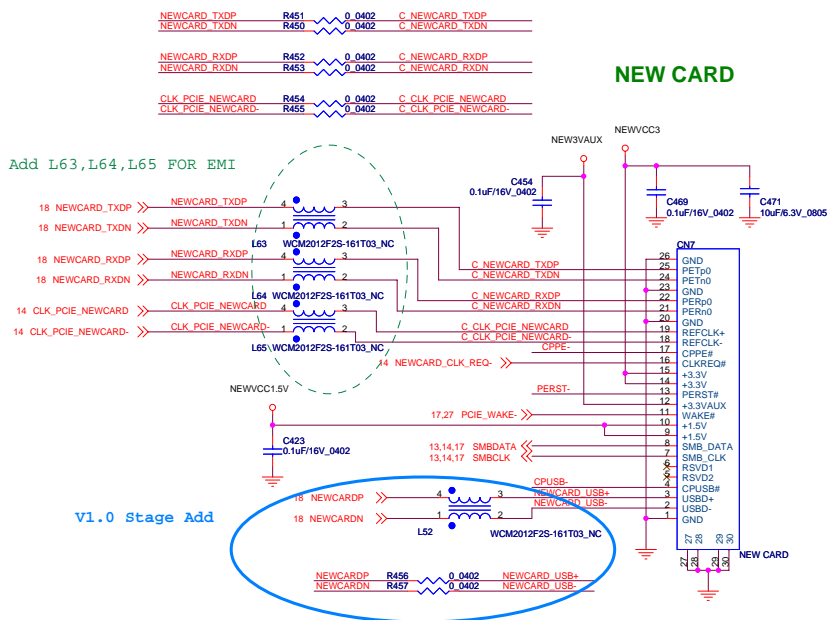 NEWCARD_TXDP R451 0_0402 C_NEWCARD_TXDP
NEWCARD_TXDN R450 0_0402 C_NEWCARD_TXDN
NEWCARD_RXDP R452 0_0402 C_NEWCARD_RXDP
NEWCARD_RXDN R453 0_0402 C_NEWCARD_RXDN
CLK_PCIE_NEWCARD R454 0_0402 C_CLK_PCIE_NEWCARD
CLK_PCIE_NEWCARD- R455 0_0402 C_CLK_PCIE_NEWCARD-
NEW CARD
Add L63,L64,L65 FOR EMI
NEW3VAUX
NEWVCC3
C454
0.1uF/16V_0402
C469
0.1uF/16V_0402
C471
10uF/6.3V_0805
18 NEWCARD_TXDP NEWCARD_TXDP 4 3
18 NEWCARD_TXDN NEWCARD_TXDN 1 2
L63 WCM2012F2S-161T03_NC
18 NEWCARD_RXDP NEWCARD_RXDP 4 3
18 NEWCARD_RXDN NEWCARD_RXDN 1 2
L64 WCM2012F2S-161T03_NC
14 CLK_PCIE_NEWCARD CLK_PCIE_NEWCARD 4 3
14 CLK_PCIE_NEWCARD- CLK_PCIE_NEWCARD- 1 2
L65 WCM2012F2S-161T03_NC
CN7
26 GND
C_NEWCARD_TXDP 25 PETp0
C_NEWCARD_TXDN 24 PETn0
23 GND
C_NEWCARD_RXDP 22 PERp0
C_NEWCARD_RXDN 21 PERn0
20 GND
C_CLK_PCIE_NEWCARD 19 REFCLK+
C_CLK_PCIE_NEWCARD- 18 REFCLK-
CPPE- 17 CPPE#
14 NEWCARD_CLK_REQ- 16 CLKREQ#
15 +3.3V
14 +3.3V
PERST- 13 PERST#
12 +3.3VAUX
17,27 PCIE_WAKE- 11 WAKE#
10 +1.5V
9 +1.5V
13,14,17 SMBDATA 8 SMB_DATA
13,14,17 SMBCLK 7 SMB_CLK
6 RSVD1
5 RSVD2
CPUSB- 4 CPUSB#
NEWCARD_USB+ 3 USBD+
NEWCARD_USB- 2 USBD-
1 GND
27 28 29 30
27 28 29 30
NEW CARD
NEWVCC1.5V
C423
0.1uF/16V_0402
V1.0 Stage Add
18 NEWCARDP 4 3
18 NEWCARDN 1 2
L52 WCM2012F2S-161T03_NC
NEWCARDP R456 0_0402 NEWCARD_USB+
NEWCARDN R457 0_0402 NEWCARD_USB-